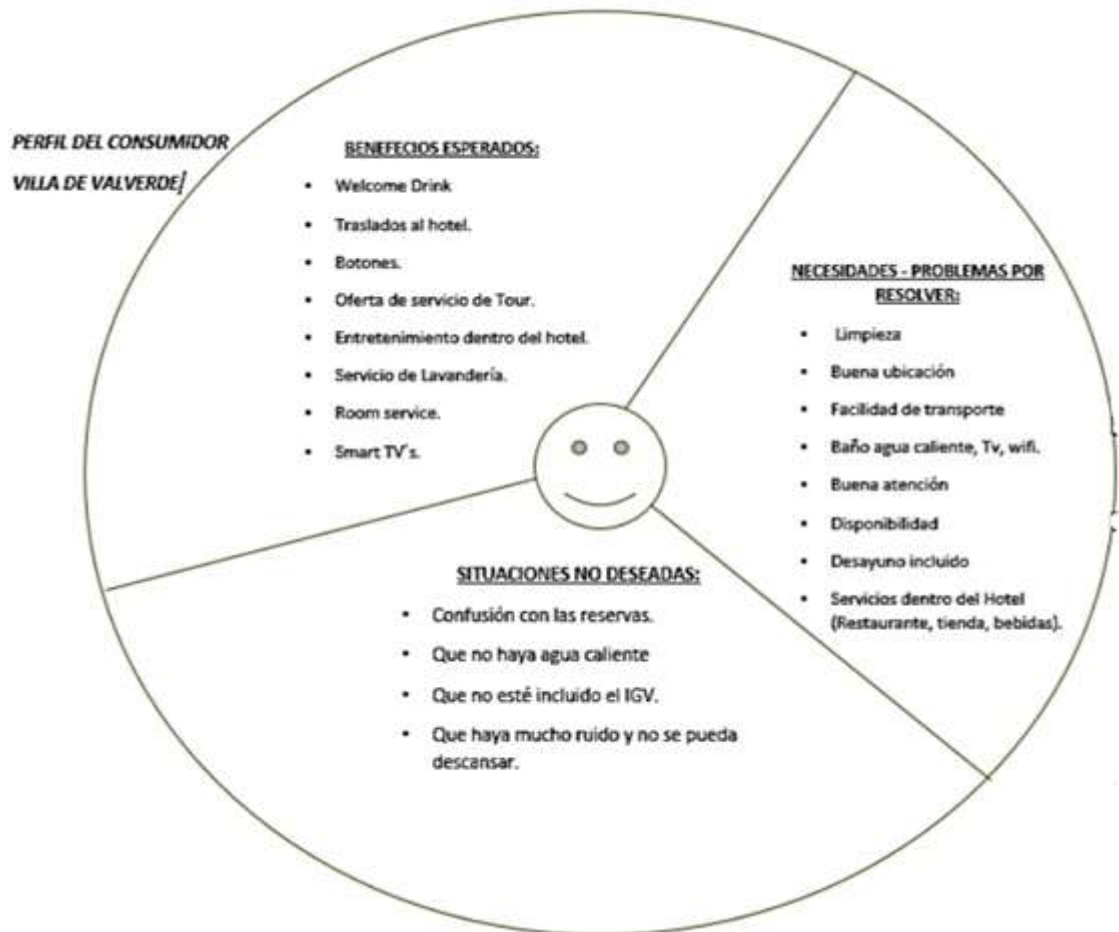 PERFIL DEL CONSUMIDOR
VILLA DE VALVERDE/
BENEFECIOS ESPERADOS:
• Welcome Drink
• Traslados al hotel.
• Botones.
• Oferta de servicio de Tour.
• Entretenimiento dentro del hotel.
• Servicio de Lavandería.
• Room service.
• Smart TV´s.
NECESIDADES - PROBLEMAS POR
RESOLVER:
• Limpieza
• Buena ubicación
• Facilidad de transporte
• Baño agua caliente, Tv, wifi.
• Buena atención
• Disponibilidad
• Desayuno incluido
• Servicios dentro del Hotel
(Restaurante, tienda, bebidas).
SITUACIONES NO DESEADAS:
• Confusión con las reservas.
• Que no haya agua caliente
• Que no esté incluido el IGV.
• Que haya mucho ruido y no se pueda
descansar.